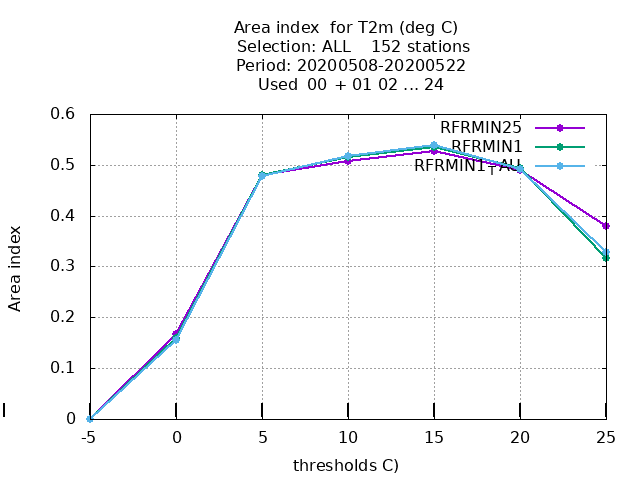 Area index  for T2m (deg C)
Selection: ALL    152 stations
Period: 20200508-20200522
Used  00  + 01 02 ... 24
RFRMIN25
RFRMIN1
RFRMIN1+AU
Area index
0.6
0.5
0.4
0.3
0.2
0.1
0
-5 0 5 10 15 20 25
thresholds C)